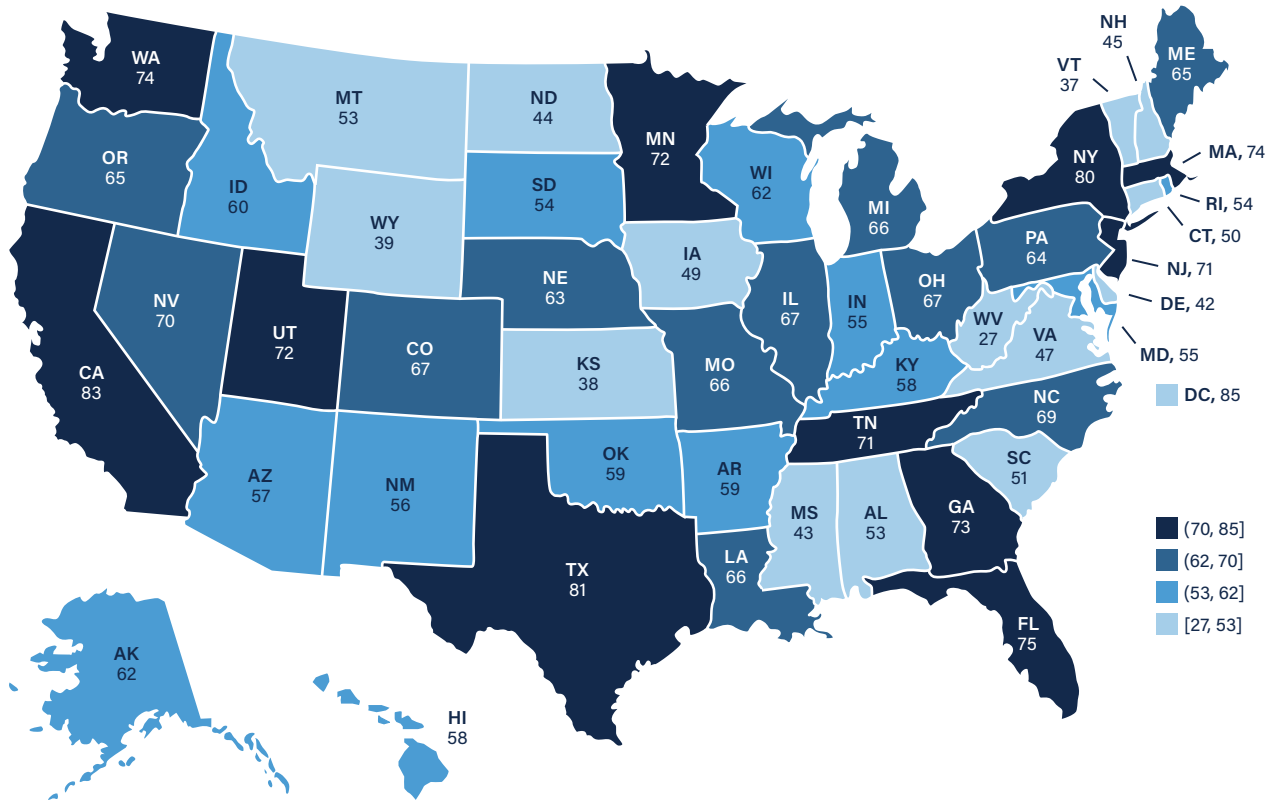 NH
45
ME
65
VT
37
WA
74
MT
53
ND
44
MN
72
OR
65
ID
60
SD
54
WI
62
NY
80
MA, 74
MI
66
RI, 54
WY
39
CT, 50
PA
64
IA
49
NJ, 71
NE
63
OH
67
NV
70
IL
67
IN
55
DE, 42
WV
27
UT
72
CO
67
VA
47
MD, 55
CA
83
KS
38
MO
66
KY
58
DC, 85
NC
69
TN
71
AZ
57
NM
56
OK
59
AR
59
SC
51
MS
43
AL
53
GA
73
(70, 85]
(62, 70]
(53, 62]
[27, 53]
TX
81
LA
66
FL
75
AK
62
HI
58